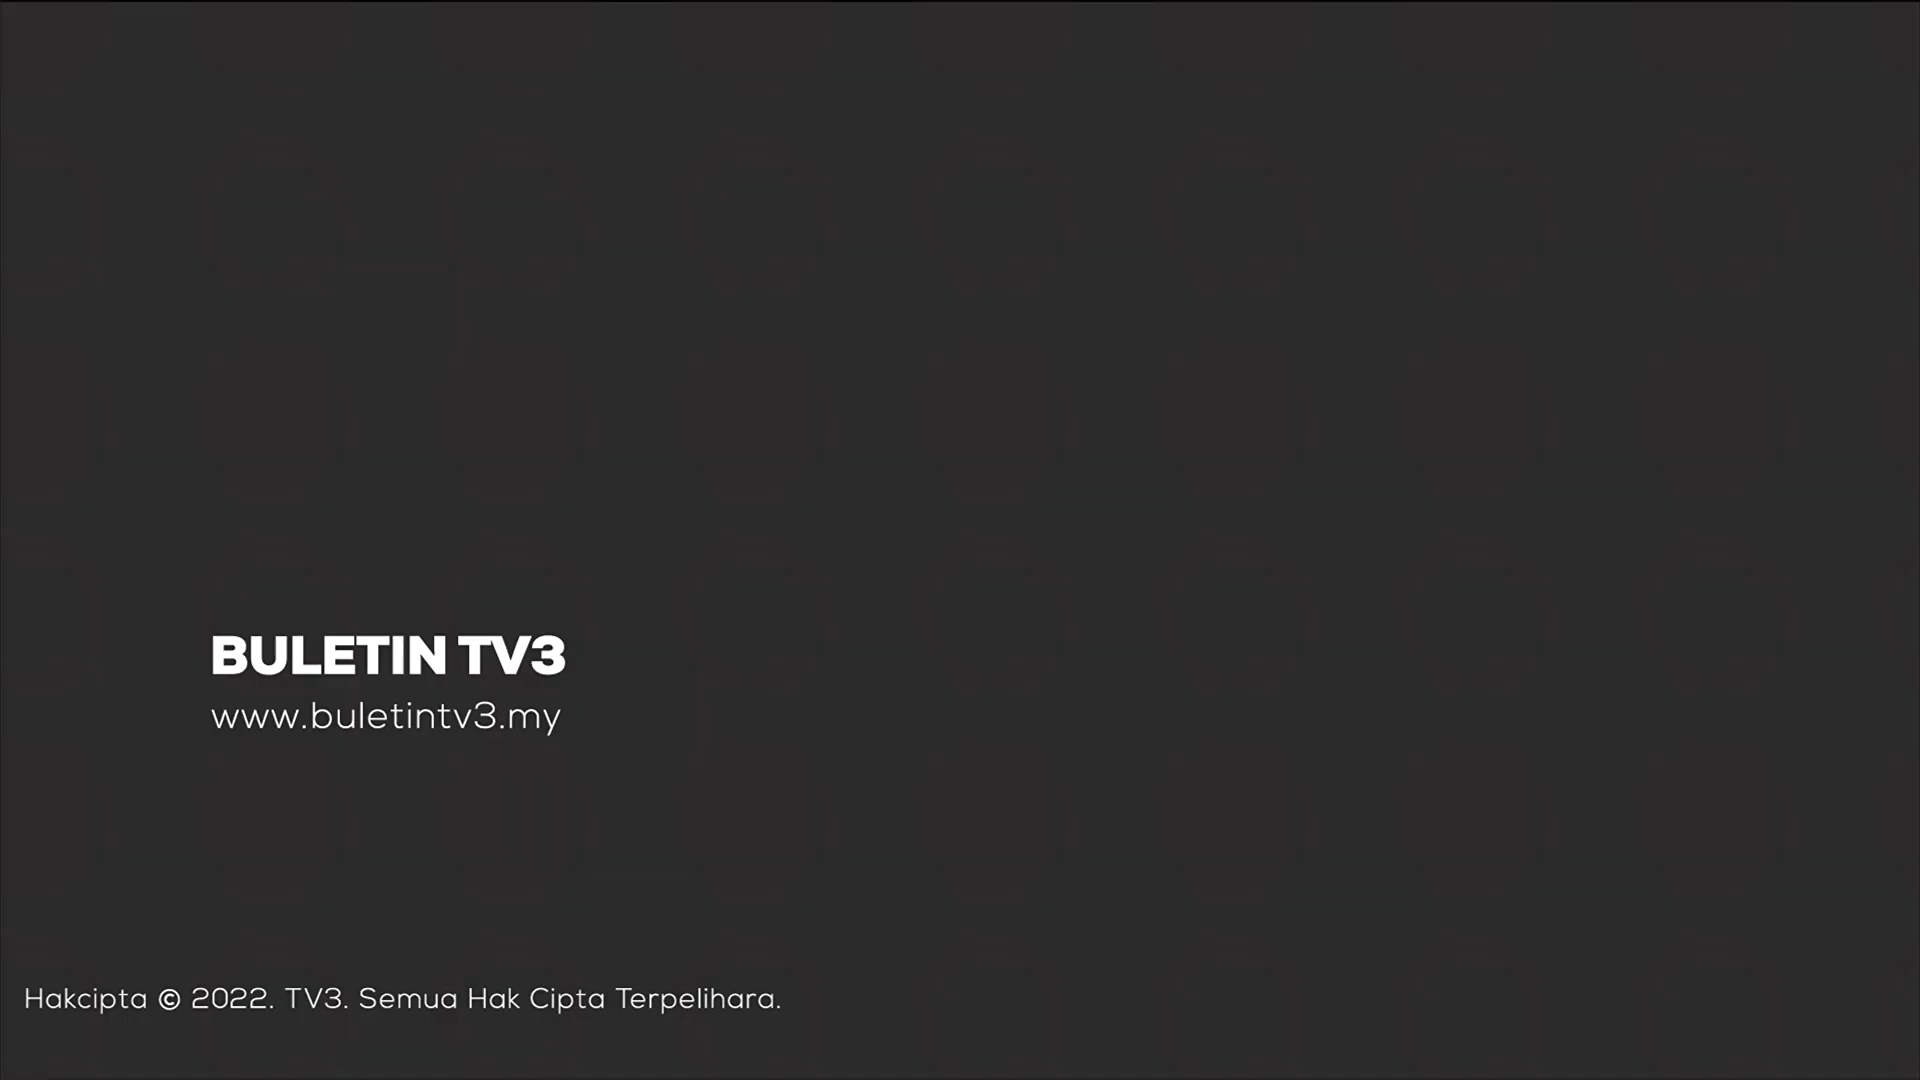 BULETIN TV3
www.buletintv3.my
Hakcipta © 2022. TV3. Semua Hak Cipta Terpelihara.